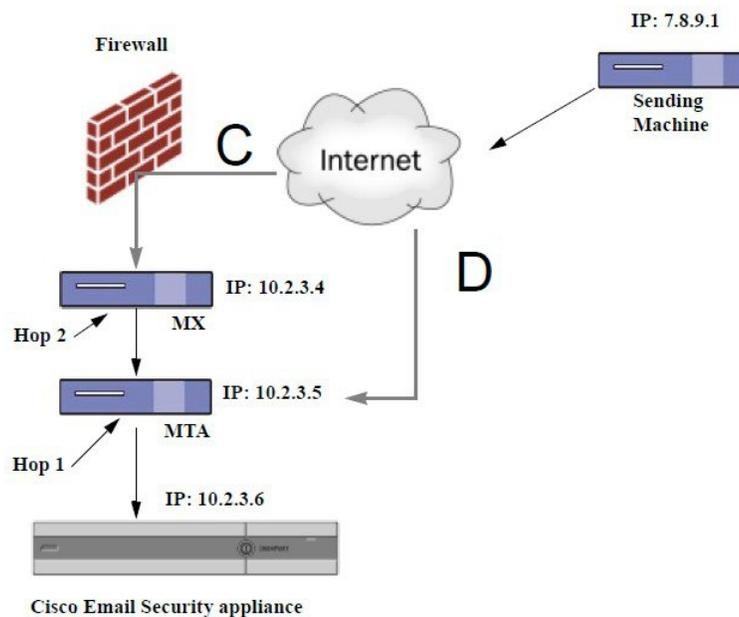 IP: 7.8.9.1
Firewall
Sending
Machine
C
Internet
D
IP: 10.2.3.4
MX
Hop 2
IP: 10.2.3.5
MTA
Hop 1
IP: 10.2.3.6
IRONPORT
Cisco Email Security appliance